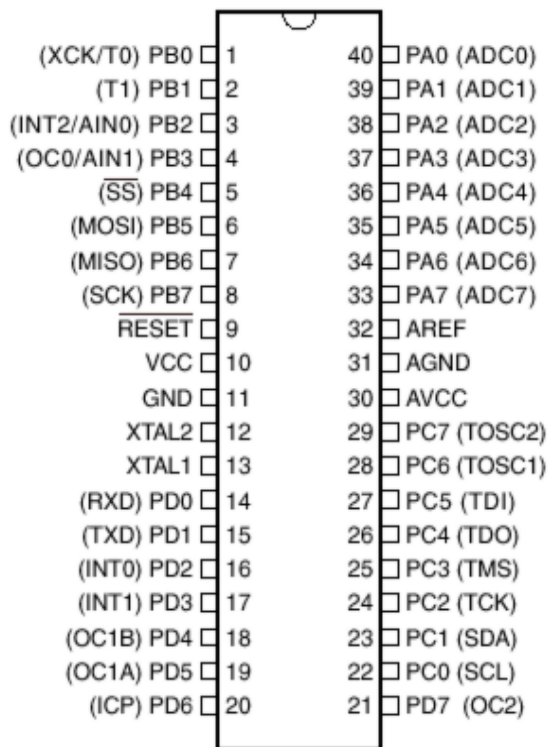 (XCK/T0) PB0 1 40 PA0 (ADC0)
(T1) PB1 2 39 PA1 (ADC1)
(INT2/AIN0) PB2 3 38 PA2 (ADC2)
(OC0/AIN1) PB3 4 37 PA3 (ADC3)
(S̅S̅) PB4 5 36 PA4 (ADC4)
(MOSI) PB5 6 35 PA5 (ADC5)
(MISO) PB6 7 34 PA6 (ADC6)
(SCK) PB7 8 33 PA7 (ADC7)
R̅E̅S̅E̅T̅ 9 32 AREF
VCC 10 31 AGND
GND 11 30 AVCC
XTAL2 12 29 PC7 (TOSC2)
XTAL1 13 28 PC6 (TOSC1)
(RXD) PD0 14 27 PC5 (TDI)
(TXD) PD1 15 26 PC4 (TDO)
(INT0) PD2 16 25 PC3 (TMS)
(INT1) PD3 17 24 PC2 (TCK)
(OC1B) PD4 18 23 PC1 (SDA)
(OC1A) PD5 19 22 PC0 (SCL)
(ICP) PD6 20 21 PD7 (OC2)